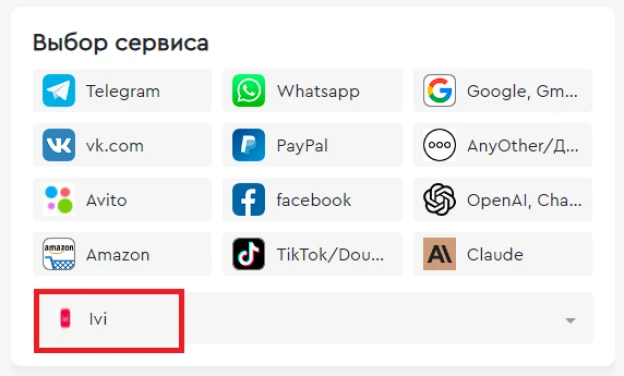 Выбор сервиса
Telegram
Whatsapp
Google, Gm...
vk.com
PayPal
AnyOther/Д...
Avito
facebook
OpenAI, Cha...
amazon
Amazon
TikTok/Dou...
Claude
Ivi